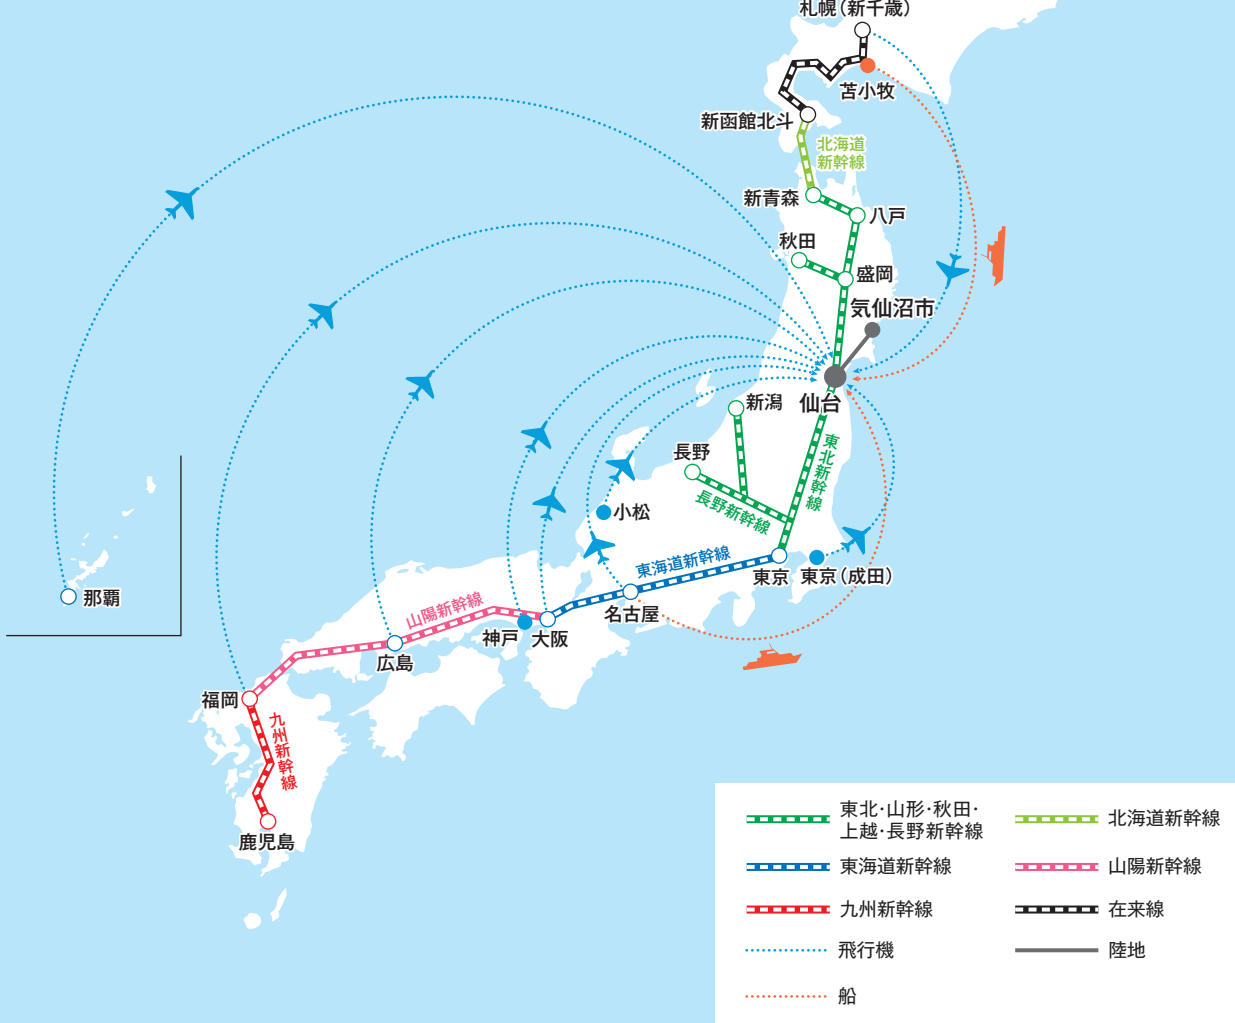 札幌(新千歳)
苫小牧
新函館北斗
北海道
新幹線
新青森
八戸
秋田
盛岡
気仙沼市
仙台
新潟
長野
東北新幹線
長野新幹線
小松
東海道新幹線
東京
東京(成田)
名古屋
那覇
山陽新幹線
神戸
大阪
広島
福岡
九州新幹線
鹿児島
東北・山形・秋田・
上越・長野新幹線
北海道新幹線
東海道新幹線
山陽新幹線
九州新幹線
在来線
飛行機
陸地
船